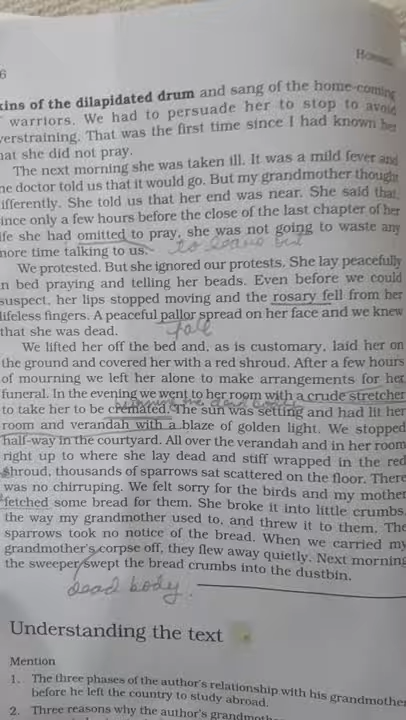 6
kins of the dilapidated drum and sang of the home-coming
warriors. We had to persuade her to stop to avoid
verstraining. That was the first time since I had known her
hat she did not pray.
The next morning she was taken ill. It was a mild fever and
he doctor told us that it would go. But my grandmother thought
ifferently. She told us that her end was near. She said that,
ince only a few hours before the close of the last chapter of her
ife she had omitted to pray, she was not going to waste any
more time talking to us.
to leave out
We protested. But she ignored our protests. She lay peacefully
n bed praying and telling her beads. Even before we could
suspect, her lips stopped moving and the rosary fell from her
lifeless fingers. A peaceful pallor spread on her face and we knew
that she was dead.
We lifted her off the bed and, as is customary, laid her on
the ground and covered her with a red shroud. After a few hours
of mourning we left her alone to make arrangements for her
funeral. In the evening we went to her room with a crude stretcher
to take her to be cremated. The sun was setting and had lit her
room and verandah with a blaze of golden light. We stopped
half-way in the courtyard. All over the verandah and in her room
right up to where she lay dead and stiff wrapped in the red
shroud, thousands of sparrows sat scattered on the floor. There
was no chirruping. We felt sorry for the birds and my mother
fetched some bread for them. She broke it into little crumbs,
the way my grandmother used to, and threw it to them. The
sparrows took no notice of the bread. When we carried my
grandmother's corpse off, they flew away quietly. Next morning
the sweeper swept the bread crumbs into the dustbin.
dead body.
Understanding the text
Mention
1. The three phases of the author's relationship with his grandmother
before he left the country to study abroad.
2. Three reasons why the author's